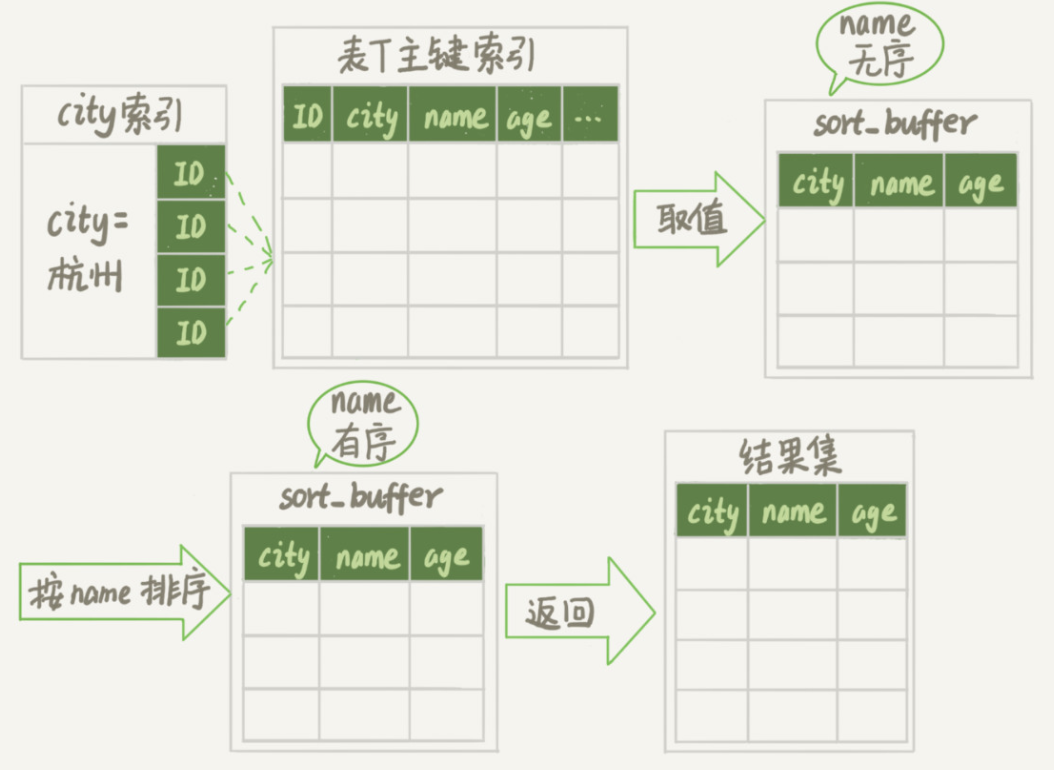 city索引
city=
杭州
ID
ID
ID
ID
表T主键索引
ID city name age ...
取值
name
无序
sort_buffer
city name age
按name排序
name
有序
sort_buffer
city name age
返回
结果集
city name age